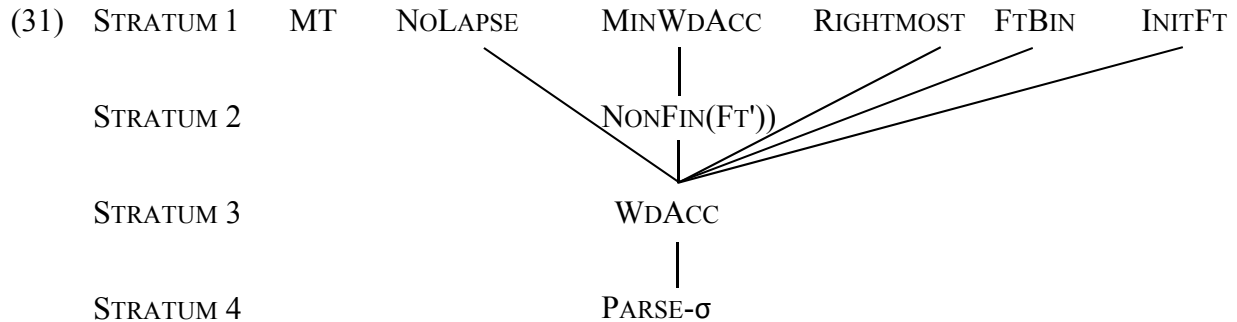 (31) STRATUM 1 MT NOLAPSE MINWDACC RIGHTMOST FTBIN INITFT
STRATUM 2 NONFIN(FT'))
STRATUM 3 WDACC
STRATUM 4 PARSE-σ